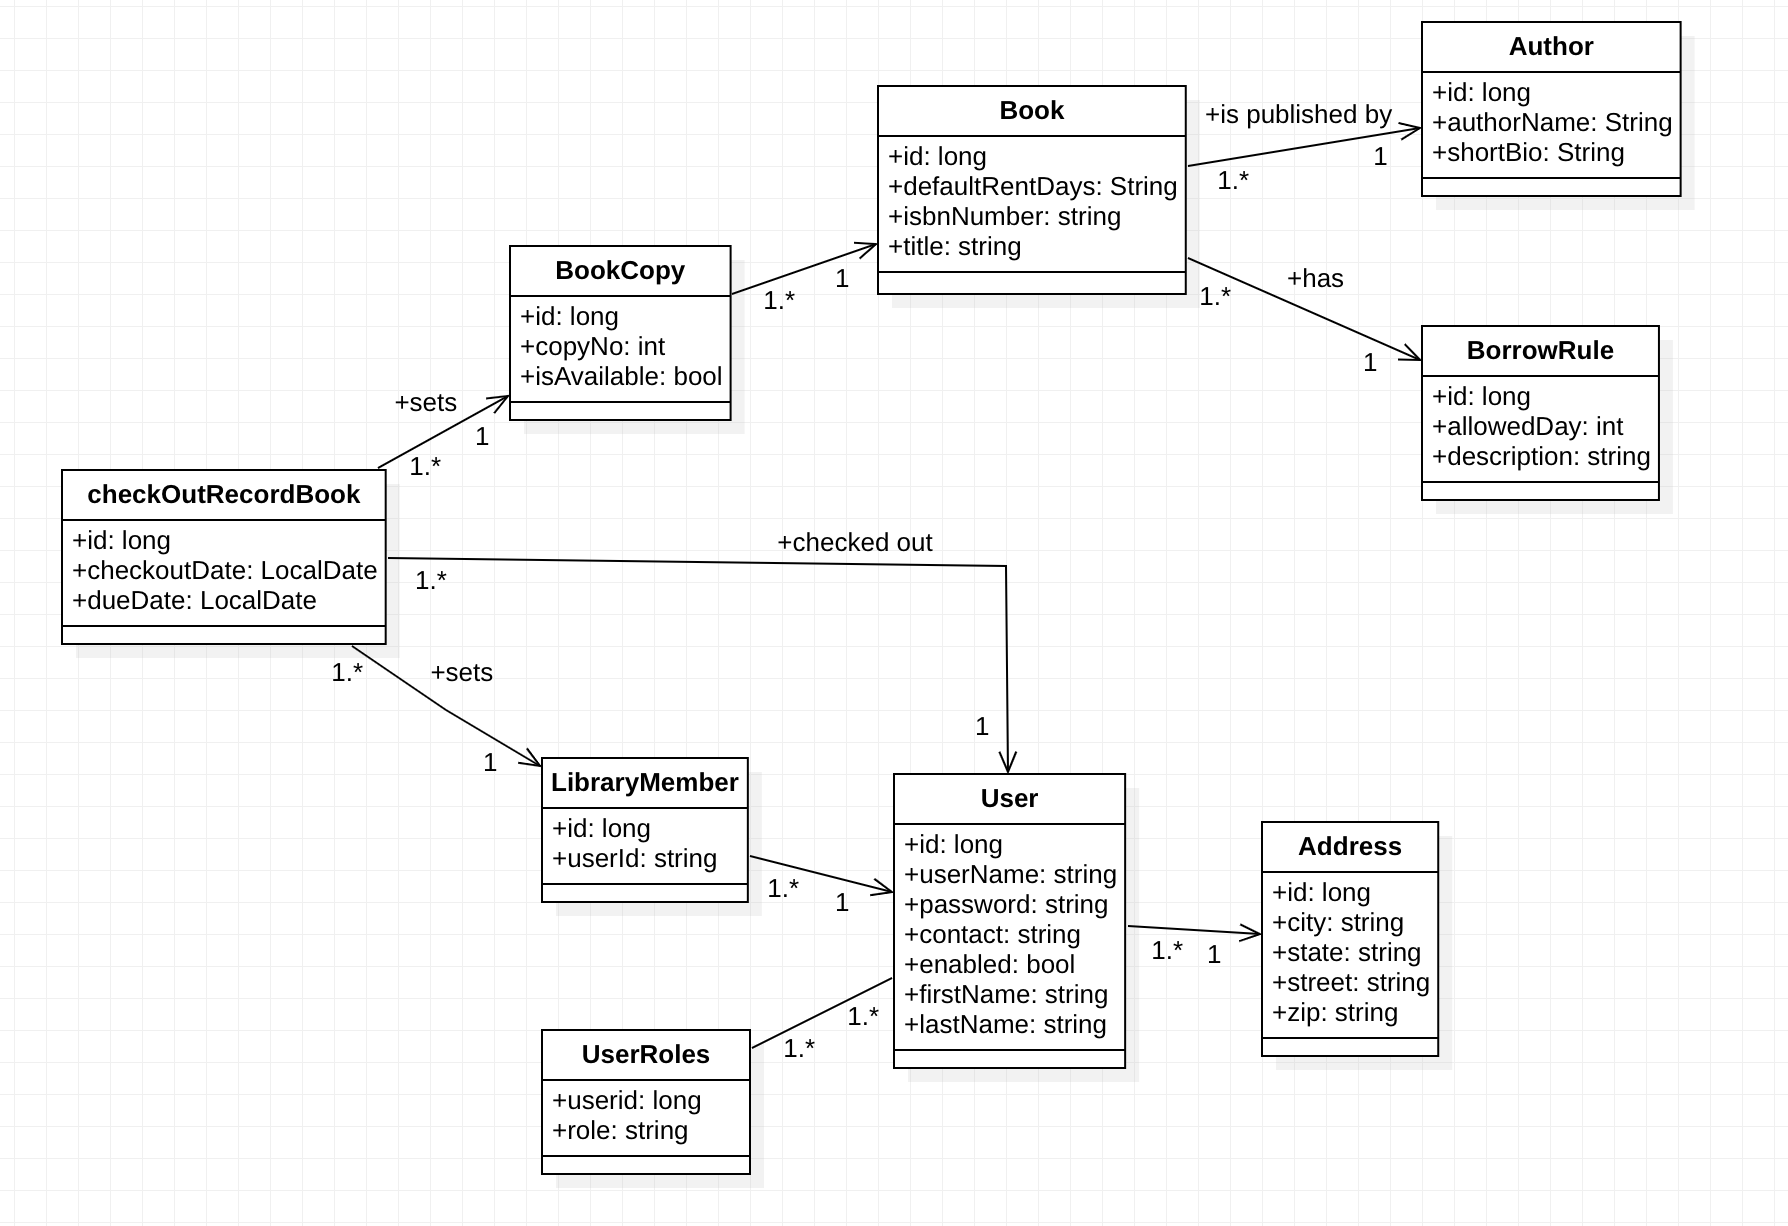 Author
+id: long
+authorName: String
+shortBio: String
Book
+id: long
+defaultRentDays: String
+isbnNumber: string
+title: string
+is published by
1.*
1
+has
1.*
1
BorrowRule
+id: long
+allowedDay: int
+description: string
BookCopy
+id: long
+copyNo: int
+isAvailable: bool
1.*
1
+sets
1.*
1
checkOutRecordBook
+id: long
+checkoutDate: LocalDate
+dueDate: LocalDate
+checked out
1.*
1
+sets
1.*
1
LibraryMember
+id: long
+userId: string
1.*
1
User
+id: long
+userName: string
+password: string
+contact: string
+enabled: bool
+firstName: string
+lastName: string
1.*
1
Address
+id: long
+city: string
+state: string
+street: string
+zip: string
1.*
1.*
UserRoles
+userid: long
+role: string